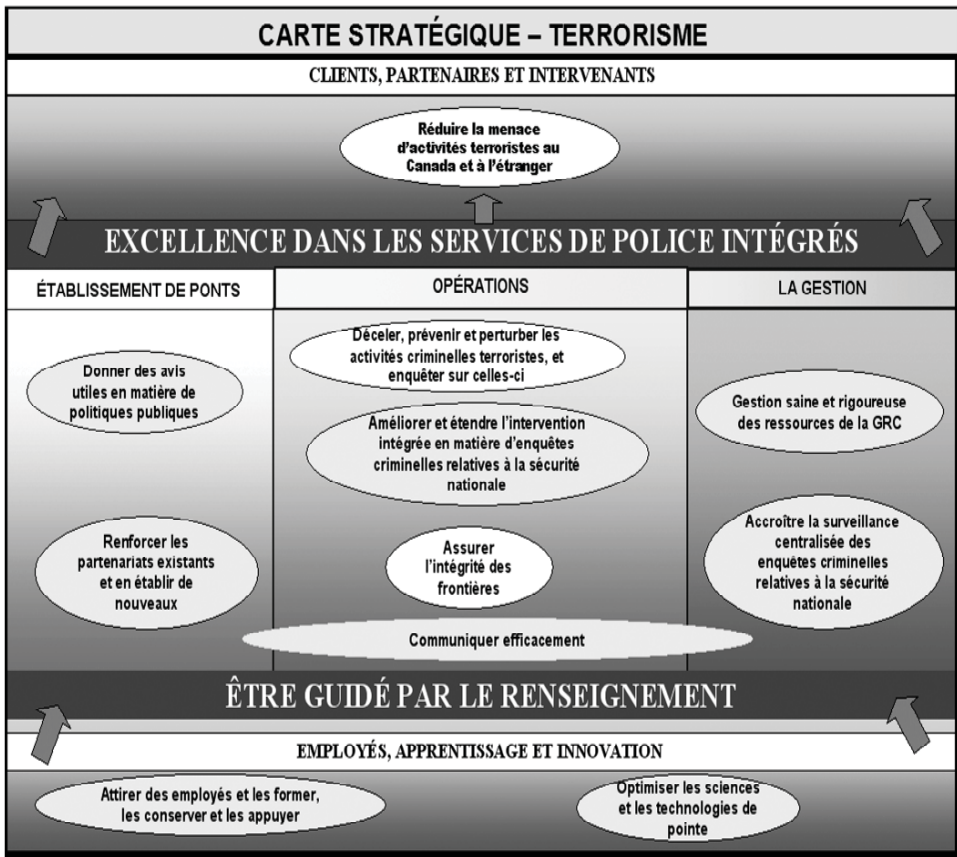 CARTE STRATÉGIQUE – TERRORISME
CLIENTS, PARTENAIRES ET INTERVENANTS
Réduire la menace
d'activités terroristes au
Canada et à l'étranger
EXCELLENCE DANS LES SERVICES DE POLICE INTÉGRÉS
ÉTABLISSEMENT DE PONTS
Donner des avis
utiles en matière de
politiques publiques
Renforcer les
partenariats existants
et en établir de
nouveaux
OPÉRATIONS
Déceler, prévenir et perturber les
activités criminelles terroristes, et
enquêter sur celles-ci
Améliorer et étendre l'intervention
intégrée en matière d'enquêtes
criminelles relatives à la sécurité
nationale
Assurer
l'intégrité des
frontières
LA GESTION
Gestion saine et rigoureuse
des ressources de la GRC
Accroître la surveillance
centralisée des
enquêtes criminelles
relatives à la sécurité
nationale
Communiquer efficacement
ÊTRE GUIDÉ PAR LE RENSEIGNEMENT
EMPLOYÉS, APPRENTISSAGE ET INNOVATION
Attirer des employés et les former,
les conserver et les appuyer
Optimiser les sciences
et les technologies de
pointe